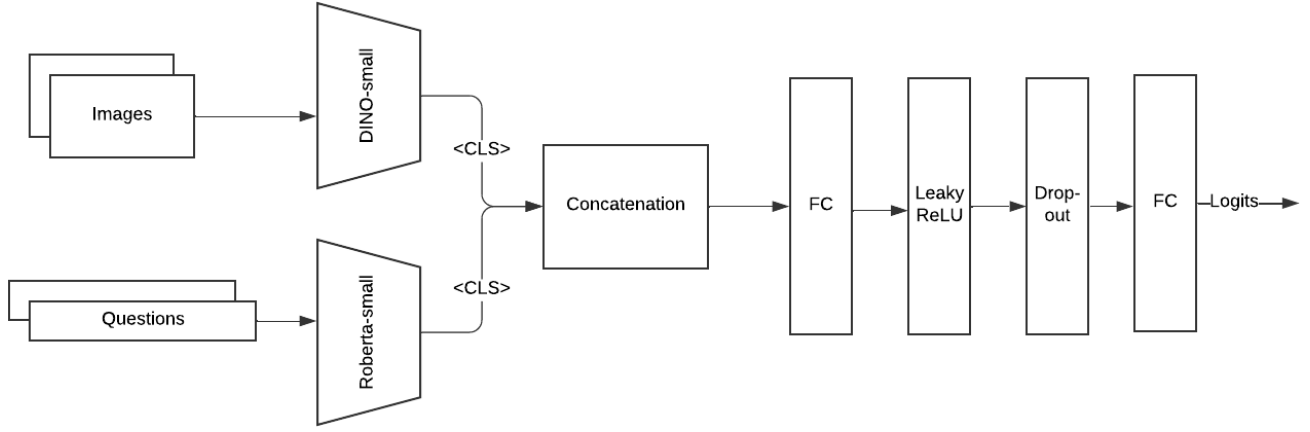 Images
DINO-small
<CLS>
Questions
Roberta-small
<CLS>
Concatenation
FC
Leaky
ReLU
Drop-
out
FC
Logits